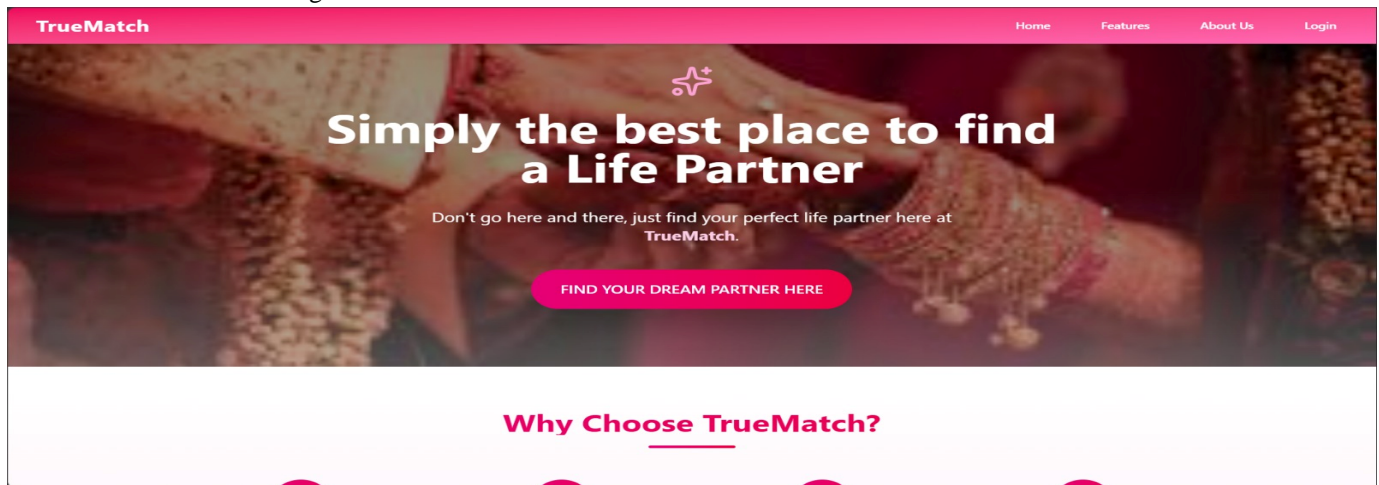 TrueMatch
Home Features About Us Login
Simply the best place to find
a Life Partner
Don't go here and there, just find your perfect life partner here at
TrueMatch.
FIND YOUR DREAM PARTNER HERE
Why Choose TrueMatch?